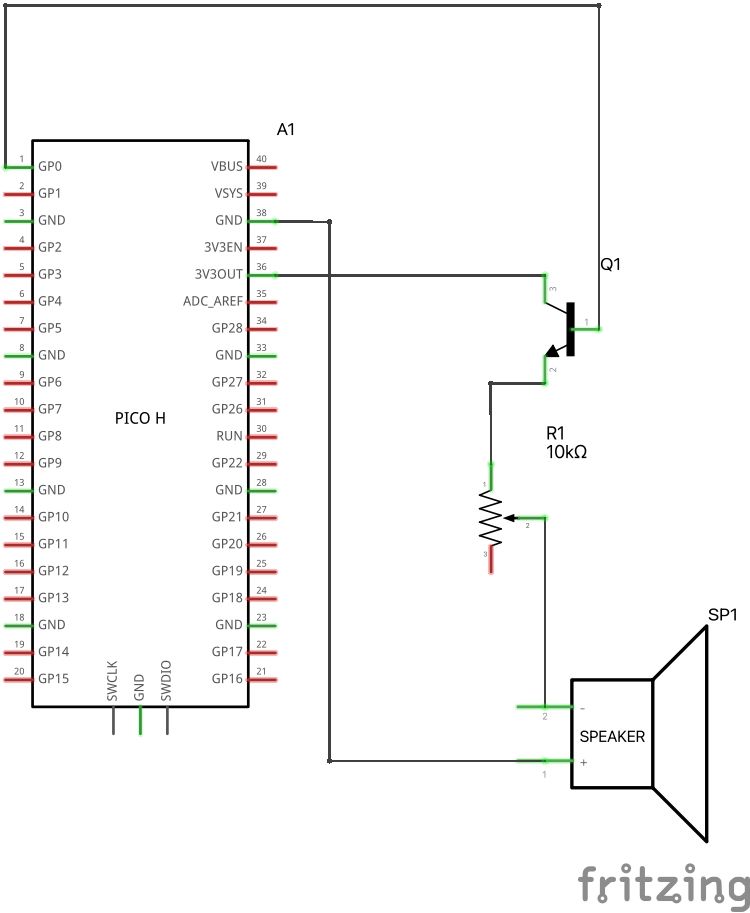 A1
1 GP0 VBUS 40
2 GP1 VSYS 39
3 GND GND 38
4 GP2 3V3EN 37
5 GP3 3V3OUT 36
6 GP4 ADC_AREF 35
7 GP5 GP28 34
8 GND GND 33
9 GP6 GP27 32
10 GP7 GP26 31
PICO H
11 GP8 RUN 30
12 GP9 GP22 29
13 GND GND 28
14 GP10 GP21 27
15 GP11 GP20 26
16 GP12 GP19 25
17 GP13 GP18 24
18 GND GND 23
19 GP14 GP17 22
20 GP15 GP16 21
SWCLK
GND
SWDIO
Q1
3
1
2
R1
10kΩ
1
2
3
SP1
2 -
SPEAKER
1 +
fritzing